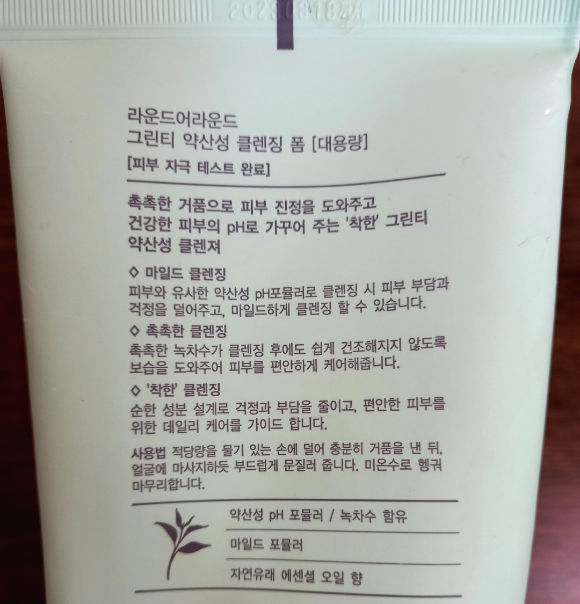 라운드어라운드
그린티 약산성 클렌징 폼 [대용량]
[피부 자극 테스트 완료]
촉촉한 거품으로 피부 진정을 도와주고
건강한 피부의 pH로 가꾸어 주는 '착한' 그린티
약산성 클렌져
◇ 마일드 클렌징
피부와 유사한 약산성 pH포뮬러로 클렌징 시 피부 부담과
걱정을 덜어주고, 마일드하게 클렌징 할 수 있습니다.
◇ 촉촉한 클렌징
촉촉한 녹차수가 클렌징 후에도 쉽게 건조해지지 않도록
보습을 도와주어 피부를 편안하게 케어해줍니다.
◇ '착한' 클렌징
순한 성분 설계로 걱정과 부담을 줄이고, 편안한 피부를
위한 데일리 케어를 가이드 합니다.
사용법 적당량을 물기 있는 손에 덜어 충분히 거품을 낸 뒤,
얼굴에 마사지하듯 부드럽게 문질러 줍니다. 미온수로 헹궈
마무리합니다.
약산성 pH 포뮬러 / 녹차수 함유
마일드 포뮬러
자연유래 에센셜 오일 향